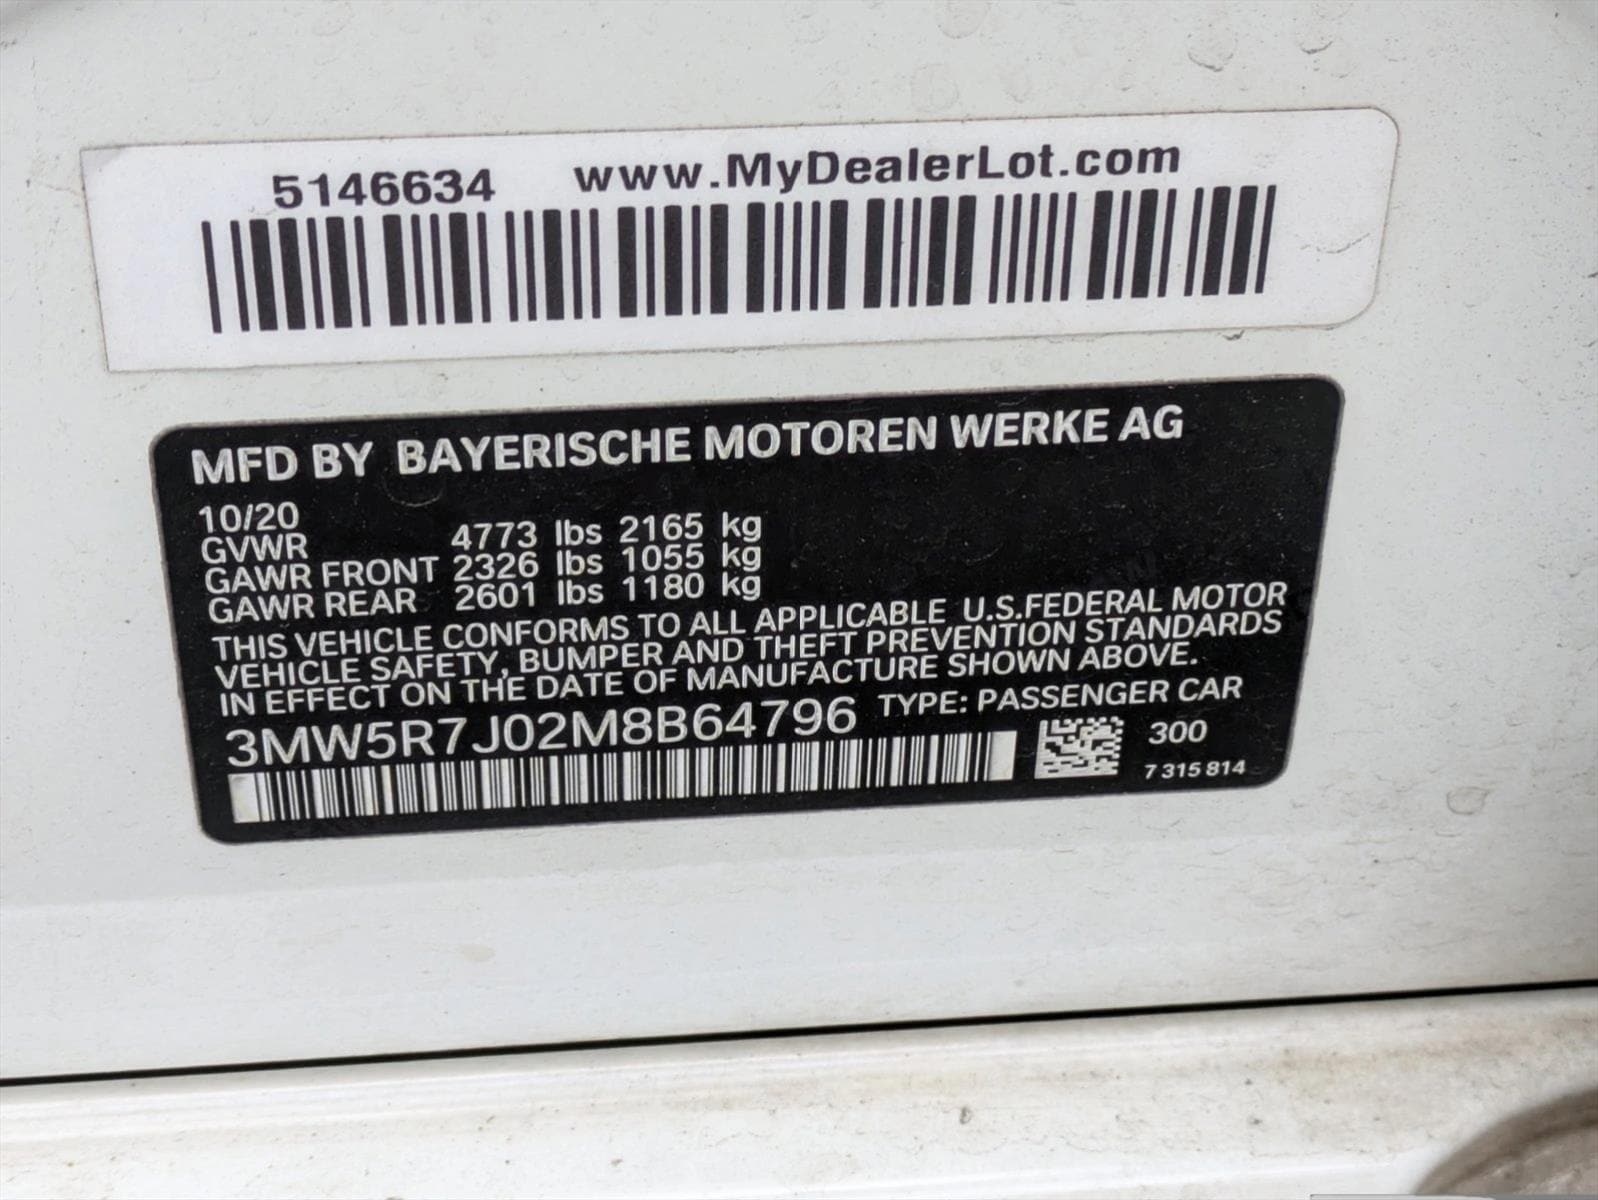 5146634 www.MyDealerLot.com
MFD BY BAYERISCHE MOTOREN WERKE AG
10/20
GVWR 4773 lbs 2165 kg
GAWR FRONT 2326 lbs 1055 kg
GAWR REAR 2601 lbs 1180 kg
THIS VEHICLE CONFORMS TO ALL APPLICABLE U.S.FEDERAL MOTOR
VEHICLE SAFETY, BUMPER AND THEFT PREVENTION STANDARDS
IN EFFECT ON THE DATE OF MANUFACTURE SHOWN ABOVE.
3MW5R7J02M8B64796 TYPE: PASSENGER CAR
300
7 315 814